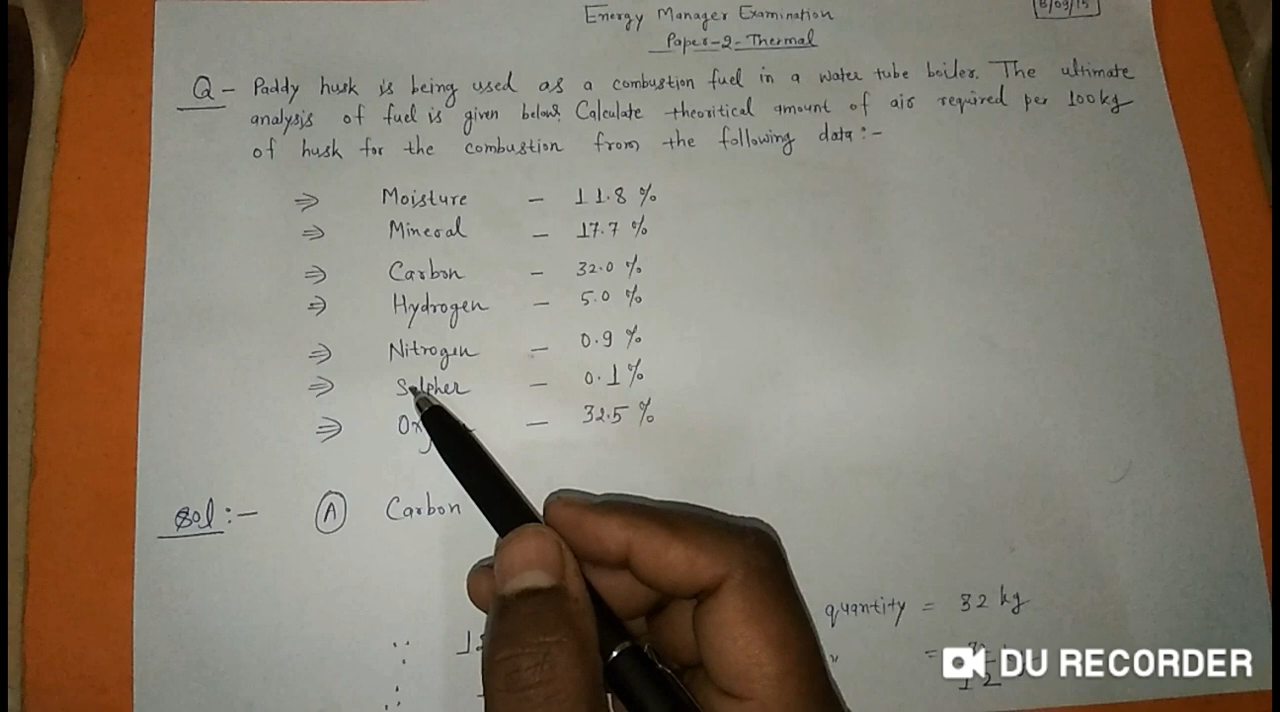 Energy Manager Examination
Paper-2-Thermal
Q - Paddy husk is being used as a combustion fuel in a water tube boiler. The ultimate
analysis of fuel is given below. Calculate theoritical amount of air required per 100kg
of husk for the combustion from the following data :-
⇒ Moisture - 11.8 %
⇒ Mineral - 17.7 %
⇒ Carbon - 32.0 %
⇒ Hydrogen - 5.0 %
⇒ Nitrogen - 0.9 %
⇒ Sulpher - 0.1 %
⇒ - 32.5 %
Sol :- (A) Carbon
quantity = 32 kg
DU RECORDER